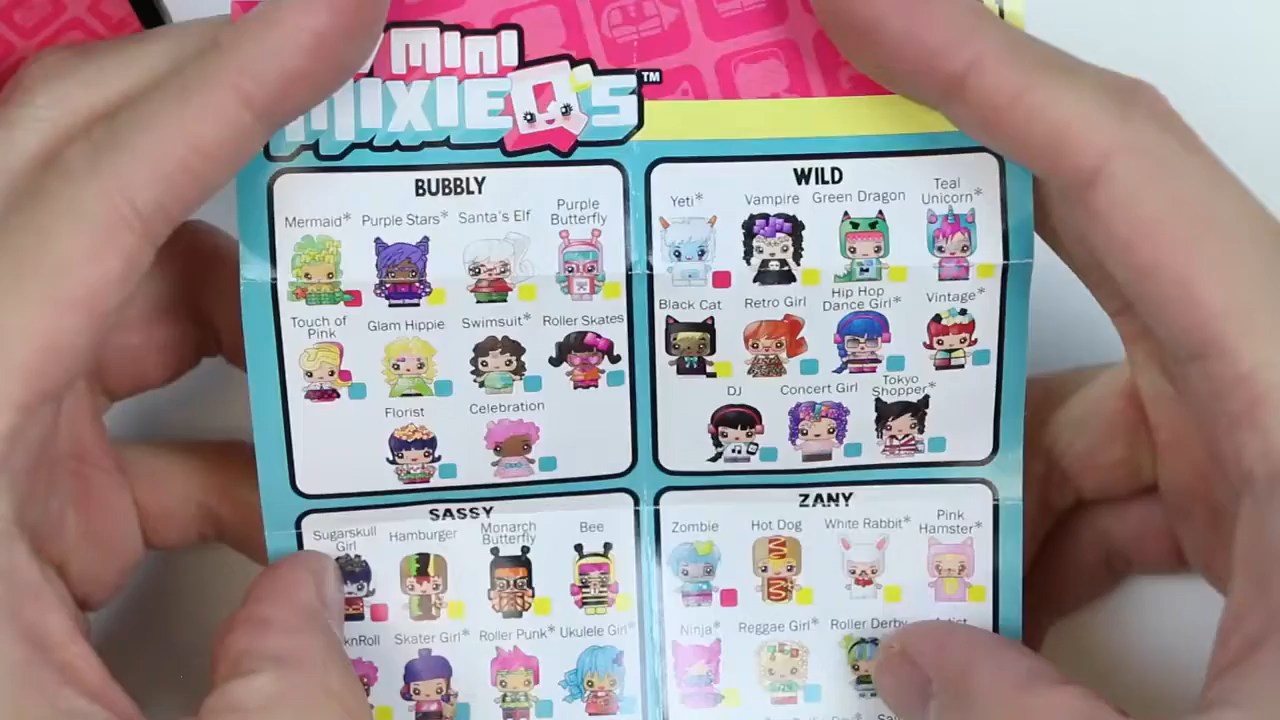 MINI
MIXIEQ'S™
BUBBLY
Mermaid* Purple Stars* Santa's Elf Purple Butterfly
Touch of Pink Glam Hippie Swimsuit* Roller Skates
Florist Celebration
WILD
Yeti* Vampire Green Dragon Teal Unicorn*
Black Cat Retro Girl Hip Hop Dance Girl* Vintage*
DJ Concert Girl Tokyo Shopper*
SASSY
Sugarskull Girl Hamburger Monarch Butterfly Bee
knRoll Skater Girl* Roller Punk* Ukulele Girl*
ZANY
Zombie Hot Dog White Rabbit* Pink Hamster*
Ninja* Reggae Girl* Roller Derby